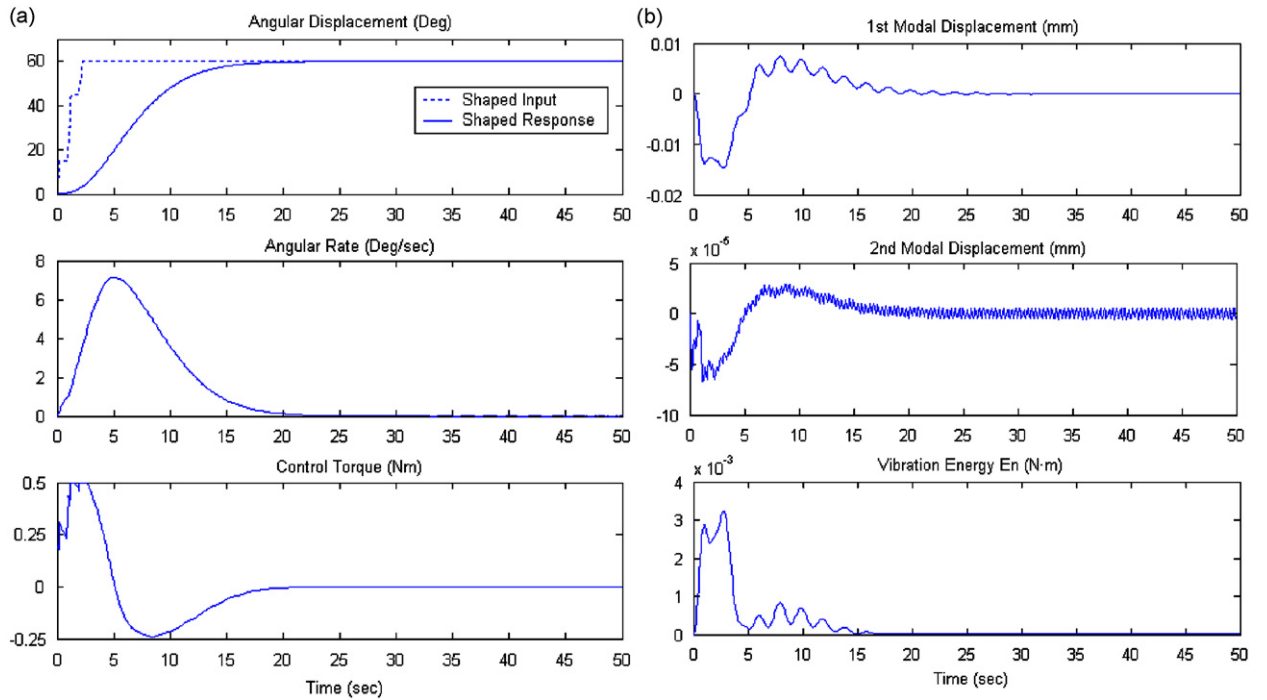 (a)
Angular Displacement (Deg)
60
40
20
0
Shaped Input
Shaped Response
0 5 10 15 20 25 30 35 40 45 50
Angular Rate (Deg/sec)
8
6
4
2
0
0 5 10 15 20 25 30 35 40 45 50
Control Torque (Nm)
0.5
0.25
0
-0.25
0 5 10 15 20 25 30 35 40 45 50
Time (sec)
(b)
1st Modal Displacement (mm)
0.01
0
-0.01
-0.02
0 5 10 15 20 25 30 35 40 45 50
x 10⁻⁵
2nd Modal Displacement (mm)
5
0
-5
-10
0 5 10 15 20 25 30 35 40 45 50
x 10⁻³
Vibration Energy En (N·m)
4
3
2
1
0
0 5 10 15 20 25 30 35 40 45 50
Time (sec)